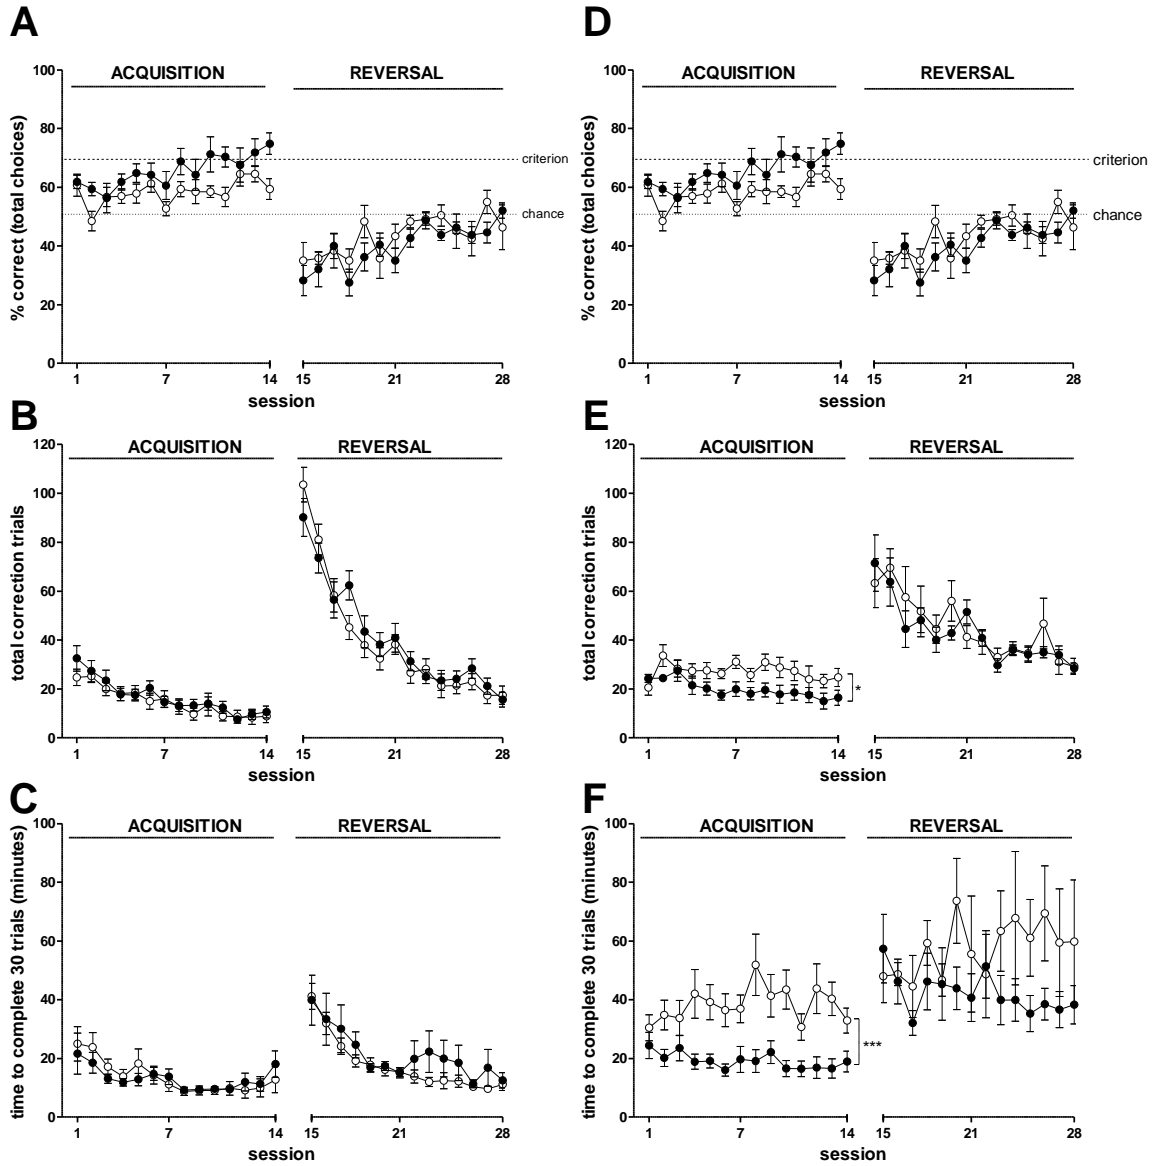 A
ACQUISITION
REVERSAL
% correct (total choices)
100
80
60
40
20
0
criterion
chance
1
7
14
15
21
28
session
D
ACQUISITION
REVERSAL
% correct (total choices)
100
80
60
40
20
0
criterion
chance
1
7
14
15
21
28
session
B
ACQUISITION
REVERSAL
total correction trials
120
100
80
60
40
20
0
1
7
14
15
21
28
session
E
ACQUISITION
REVERSAL
total correction trials
120
100
80
60
40
20
0
*
1
7
14
15
21
28
session
C
ACQUISITION
REVERSAL
time to complete 30 trials (minutes)
100
80
60
40
20
0
1
7
14
15
21
28
session
F
ACQUISITION
REVERSAL
time to complete 30 trials (minutes)
100
80
60
40
20
0
***
1
7
14
15
21
28
session